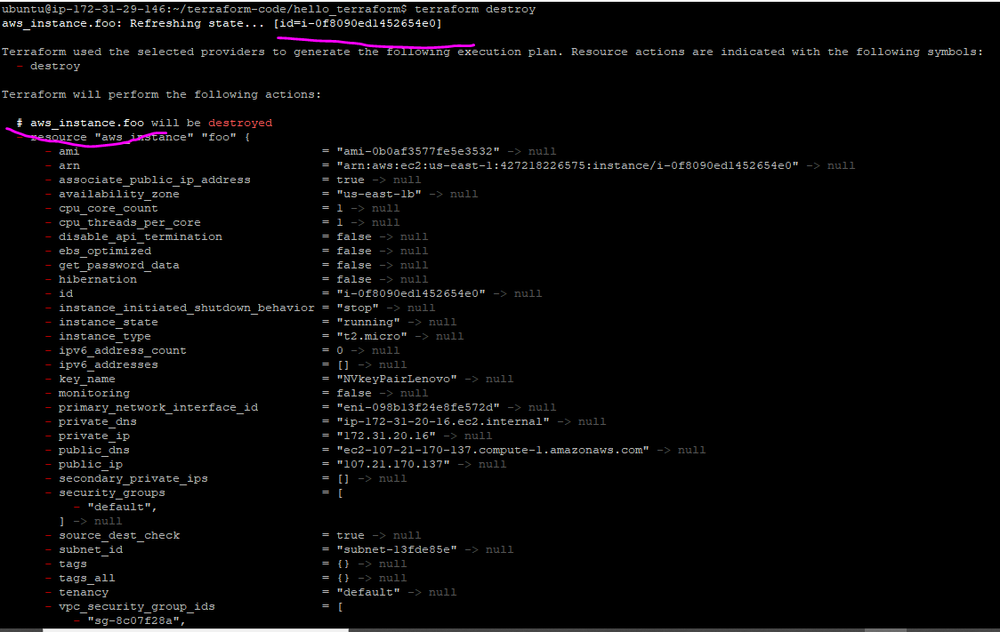 ubuntu@ip-172-31-29-146:~/terraform-code/hello_terraform$ terraform destroy
aws_instance.foo: Refreshing state... [id=i-0f8090ed1452654e0]
Terraform used the selected providers to generate the following execution plan. Resource actions are indicated with the following symbols:
- destroy
Terraform will perform the following actions:
# aws_instance.foo will be destroyed
- resource "aws_instance" "foo" {
- ami = "ami-0b0af3577fe5e3532" -> null
- arn = "arn:aws:ec2:us-east-1:427218226575:instance/i-0f8090ed1452654e0" -> null
- associate_public_ip_address = true -> null
- availability_zone = "us-east-1b" -> null
- cpu_core_count = 1 -> null
- cpu_threads_per_core = 1 -> null
- disable_api_termination = false -> null
- ebs_optimized = false -> null
- get_password_data = false -> null
- hibernation = false -> null
- id = "i-0f8090ed1452654e0" -> null
- instance_initiated_shutdown_behavior = "stop" -> null
- instance_state = "running" -> null
- instance_type = "t2.micro" -> null
- ipv6_address_count = 0 -> null
- ipv6_addresses = [] -> null
- key_name = "NVkeyPairLenovo" -> null
- monitoring = false -> null
- primary_network_interface_id = "eni-098b13f24e8fe572d" -> null
- private_dns = "ip-172-31-20-16.ec2.internal" -> null
- private_ip = "172.31.20.16" -> null
- public_dns = "ec2-107-21-170-137.compute-1.amazonaws.com" -> null
- public_ip = "107.21.170.137" -> null
- secondary_private_ips = [] -> null
- security_groups = [
- "default",
] -> null
- source_dest_check = true -> null
- subnet_id = "subnet-13fde85e" -> null
- tags = {} -> null
- tags_all = {} -> null
- tenancy = "default" -> null
- vpc_security_group_ids = [
- "sg-8c07f28a",